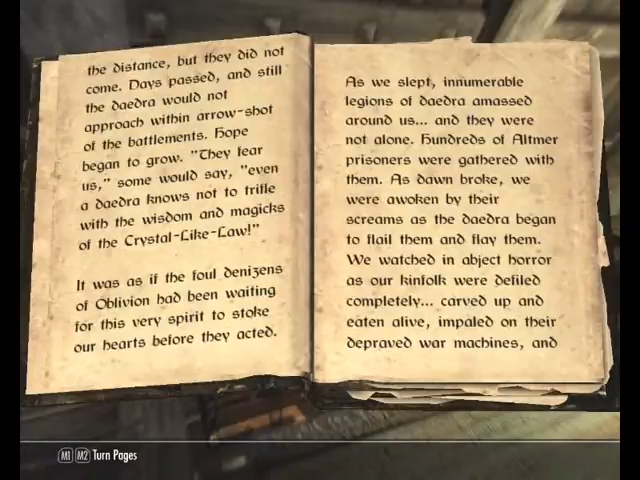 the distance, but they did not
come. Days passed, and still
the daedra would not
approach within arrow-shot
of the battlements. Hope
began to grow. "They fear
us," some would say, "even
a daedra knows not to trifle
with the wisdom and magicks
of the Crystal-Like-Law!"
It was as if the foul denizens
of Oblivion had been waiting
for this very spirit to stoke
our hearts before they acted.
As we slept, innumerable
legions of daedra amassed
around us... and they were
not alone. Hundreds of Altmer
prisoners were gathered with
them. As dawn broke, we
were awoken by their
screams as the daedra began
to flail them and flay them.
We watched in abject horror
as our kinfolk were defiled
completely... carved up and
eaten alive, impaled on their
depraved war machines, and
M1 M2 Turn Pages